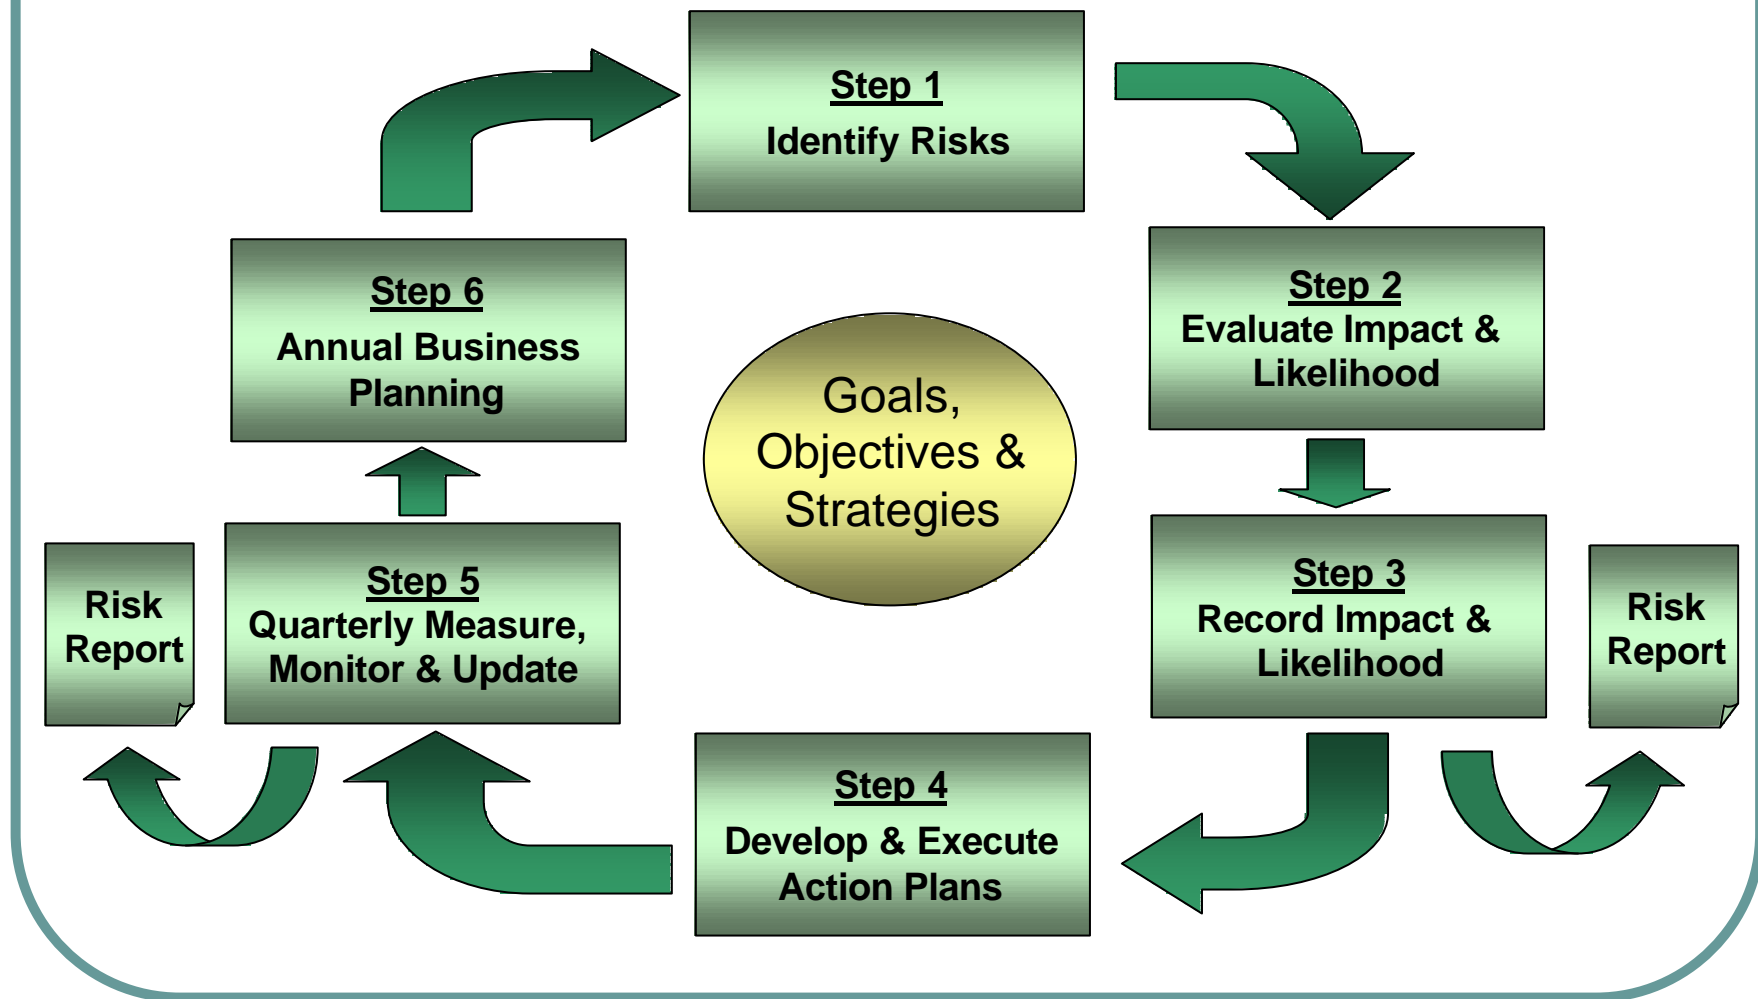 Step 1
Identify Risks
Step 2
Evaluate Impact &
Likelihood
Step 3
Record Impact &
Likelihood
Risk
Report
Step 4
Develop & Execute
Action Plans
Step 5
Quarterly Measure,
Monitor & Update
Risk
Report
Step 6
Annual Business
Planning
Goals,
Objectives &
Strategies